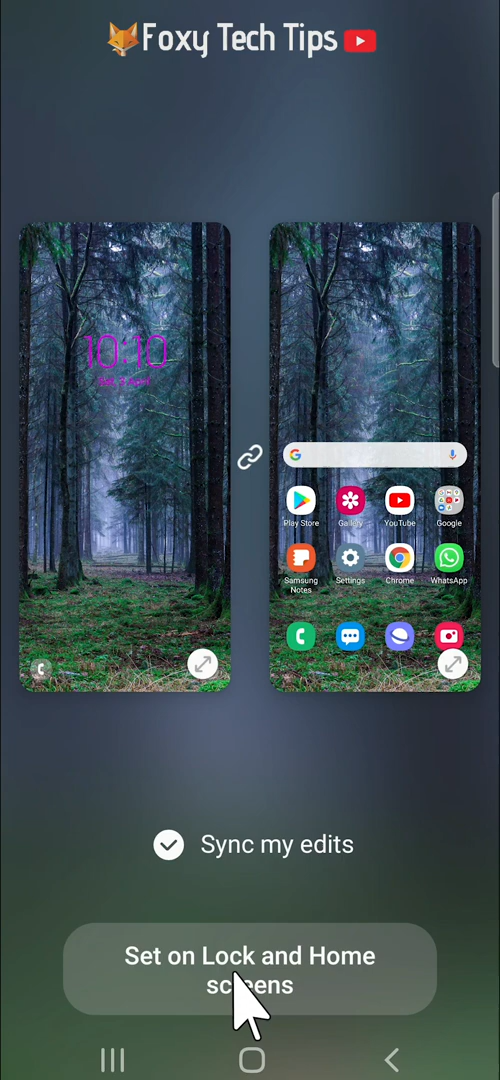 Foxy Tech Tips
10:10
Play Store Gallery YouTube Google
Samsung Notes Settings Chrome WhatsApp
Sync my edits
Set on Lock and Home
screens